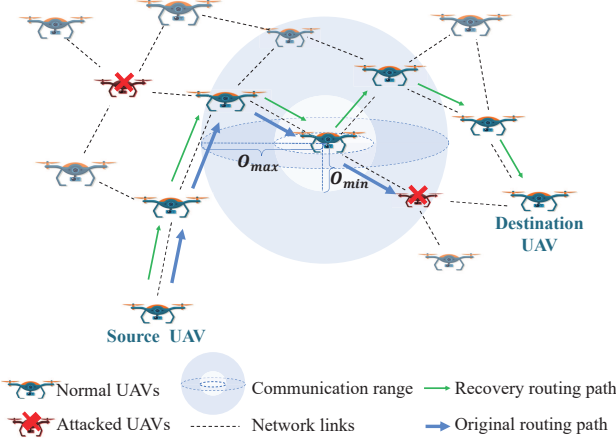 O_max
O_min
Destination
UAV
Source UAV
Normal UAVs
Communication range
Recovery routing path
Attacked UAVs
Network links
Original routing path